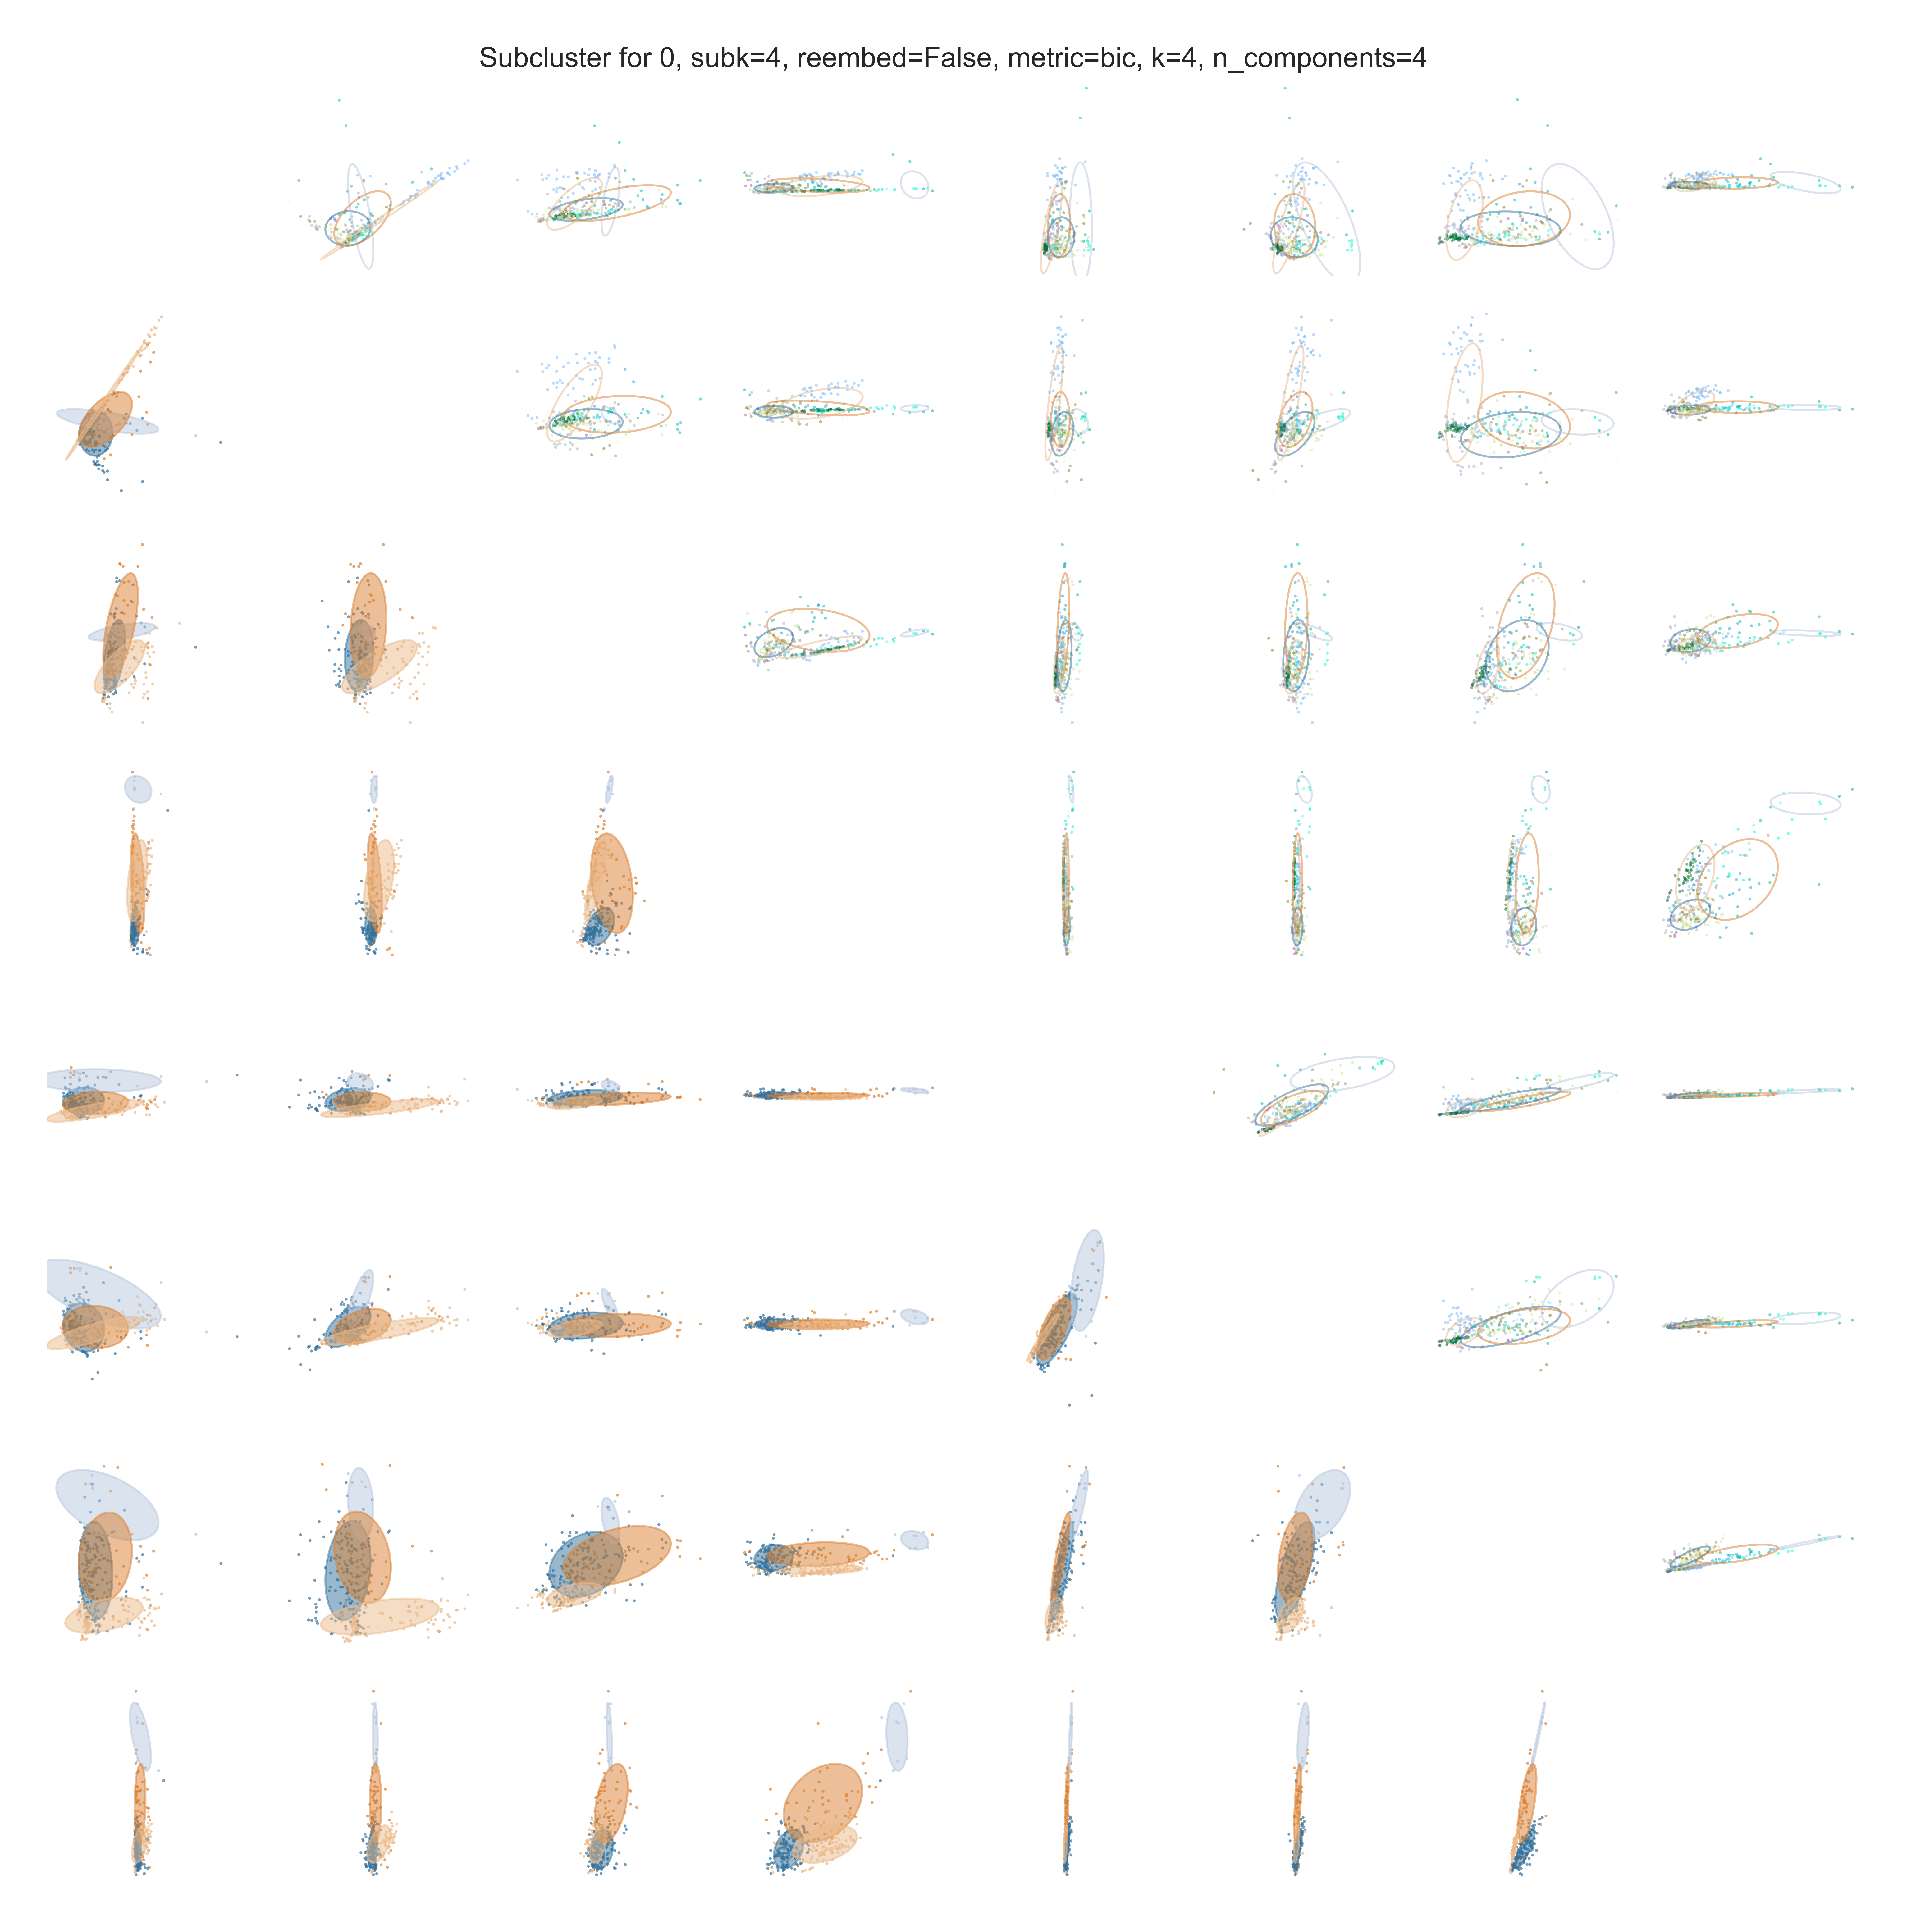 Subcluster for 0, subk=4, reembed=False, metric=bic, k=4, n_components=4